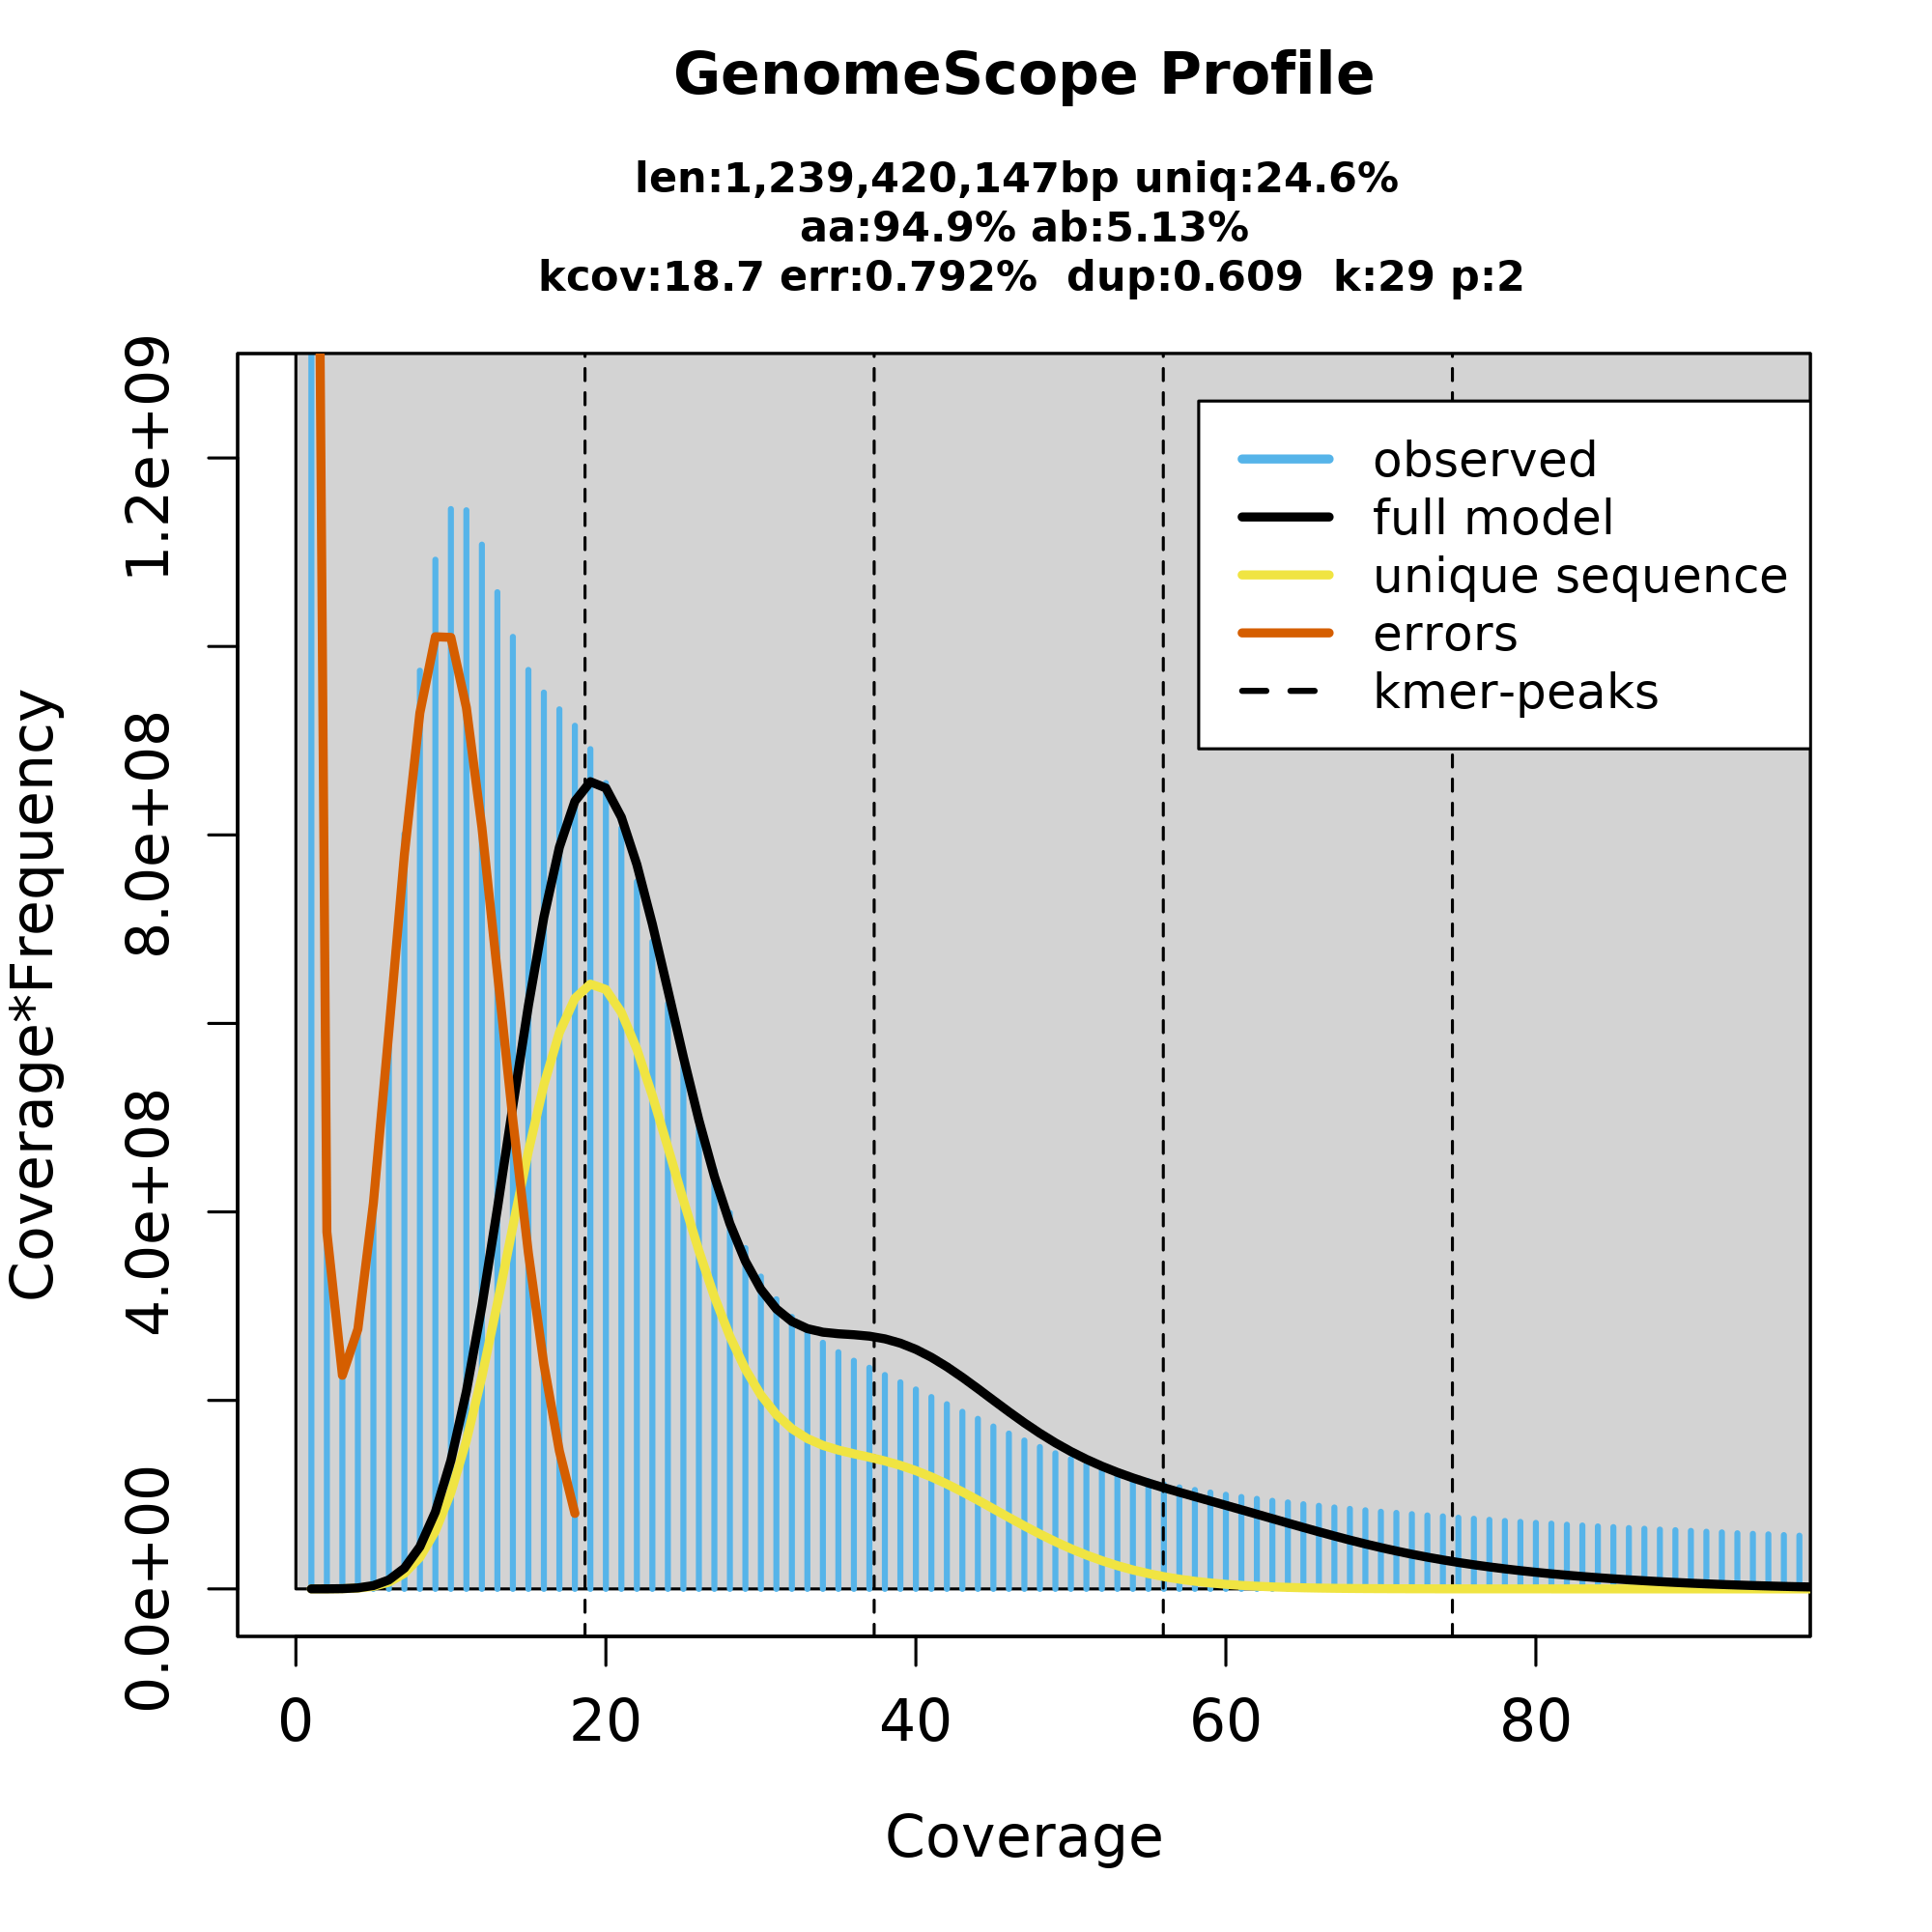 GenomeScope Profile
len:1,239,420,147bp uniq:24.6%
aa:94.9% ab:5.13%
kcov:18.7 err:0.792%  dup:0.609  k:29 p:2
observed
full model
unique sequence
errors
kmer-peaks
Coverage*Frequency
1.2e+09
8.0e+08
4.0e+08
0.0e+00
0 20 40 60 80
Coverage